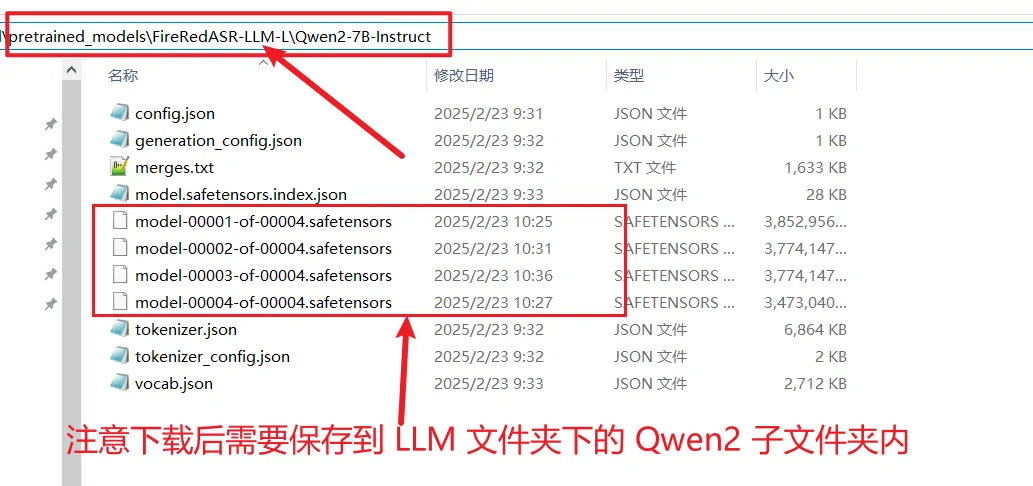 \pretrained_models\FireRedASR-LLM-L\Qwen2-7B-Instruct
名称 修改日期 类型 大小
config.json 2025/2/23 9:31 JSON 文件 1 KB
generation_config.json 2025/2/23 9:32 JSON 文件 1 KB
merges.txt 2025/2/23 9:32 TXT 文件 1,633 KB
model.safetensors.index.json 2025/2/23 9:33 JSON 文件 28 KB
model-00001-of-00004.safetensors 2025/2/23 10:25 SAFETENSORS ... 3,852,956...
model-00002-of-00004.safetensors 2025/2/23 10:31 SAFETENSORS ... 3,774,147...
model-00003-of-00004.safetensors 2025/2/23 10:36 SAFETENSORS ... 3,774,147...
model-00004-of-00004.safetensors 2025/2/23 10:27 SAFETENSORS ... 3,473,040...
tokenizer.json 2025/2/23 9:32 JSON 文件 6,864 KB
tokenizer_config.json 2025/2/23 9:32 JSON 文件 2 KB
vocab.json 2025/2/23 9:33 JSON 文件 2,712 KB
注意下载后需要保存到 LLM 文件夹下的 Qwen2 子文件夹内